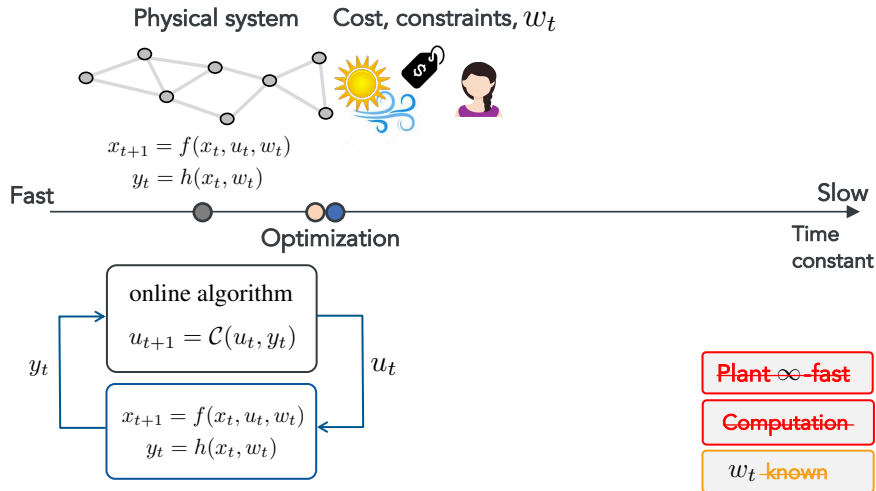 Physical system
Cost, constraints, $w_t$
$
$x_{t+1} = f(x_t, u_t, w_t)$
$y_t = h(x_t, w_t)$
Fast
Slow
Optimization
Time
constant
online algorithm
$u_{t+1} = \mathcal{C}(u_t, y_t)$
$y_t$
$u_t$
$x_{t+1} = f(x_t, u_t, w_t)$
$y_t = h(x_t, w_t)$
Plant ∞-fast
Computation
$w_t$ known